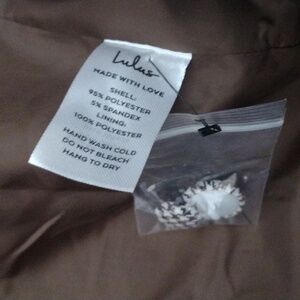 Lulus
MADE WITH LOVE
SHELL:
95% POLYESTER
5% SPANDEX
LINING:
100% POLYESTER
HAND WASH COLD
DO NOT BLEACH
HANG TO DRY